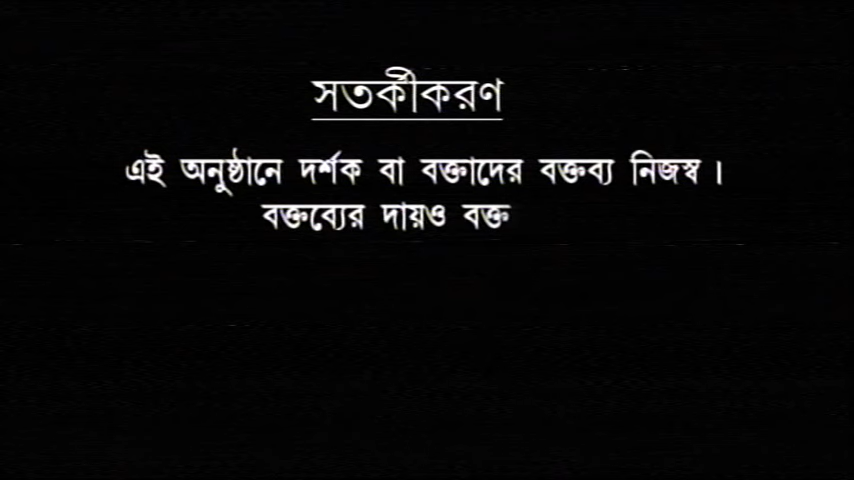 সতর্কীকরণ
এই অনুষ্ঠানে দর্শক বা বক্তাদের বক্তব্য নিজস্ব ।
বক্তব্যের দায়ও বক্ত